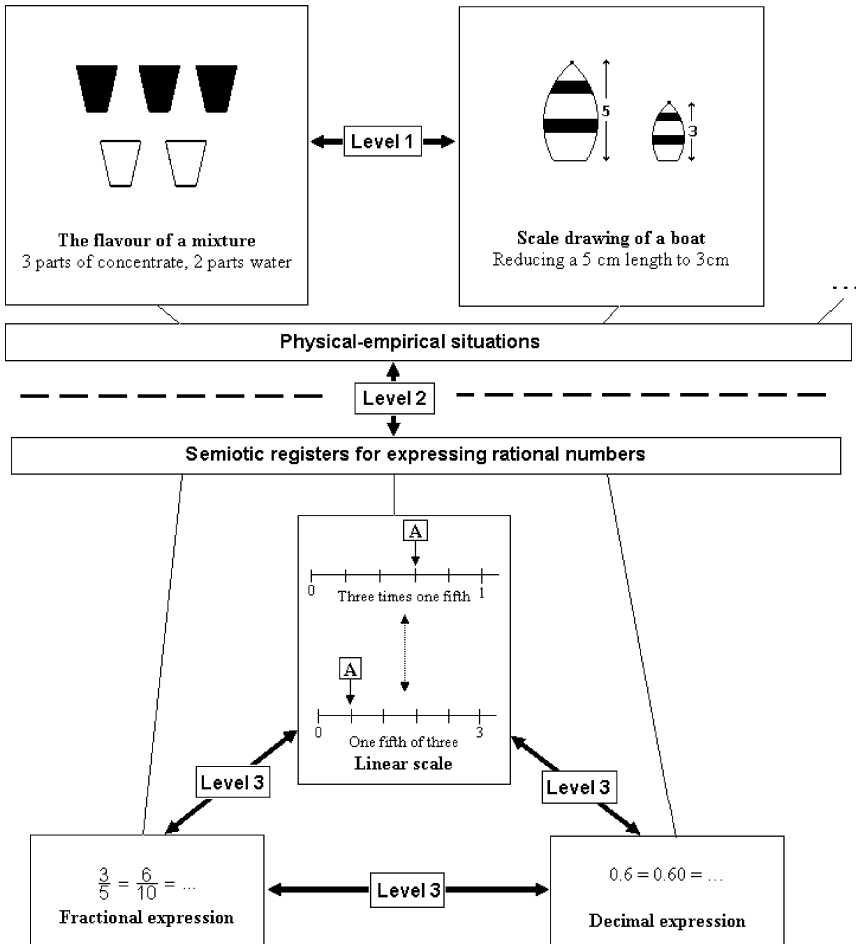 5
3
Level 1
The flavour of a mixture
3 parts of concentrate, 2 parts water
Scale drawing of a boat
Reducing a 5 cm length to 3cm
...
Physical-empirical situations
Level 2
Semiotic registers for expressing rational numbers
A
0 1
Three times one fifth
A
0 3
One fifth of three
Linear scale
Level 3
Level 3
3/5 = 6/10 = ...
Fractional expression
Level 3
0.6 = 0.60 = ...
Decimal expression